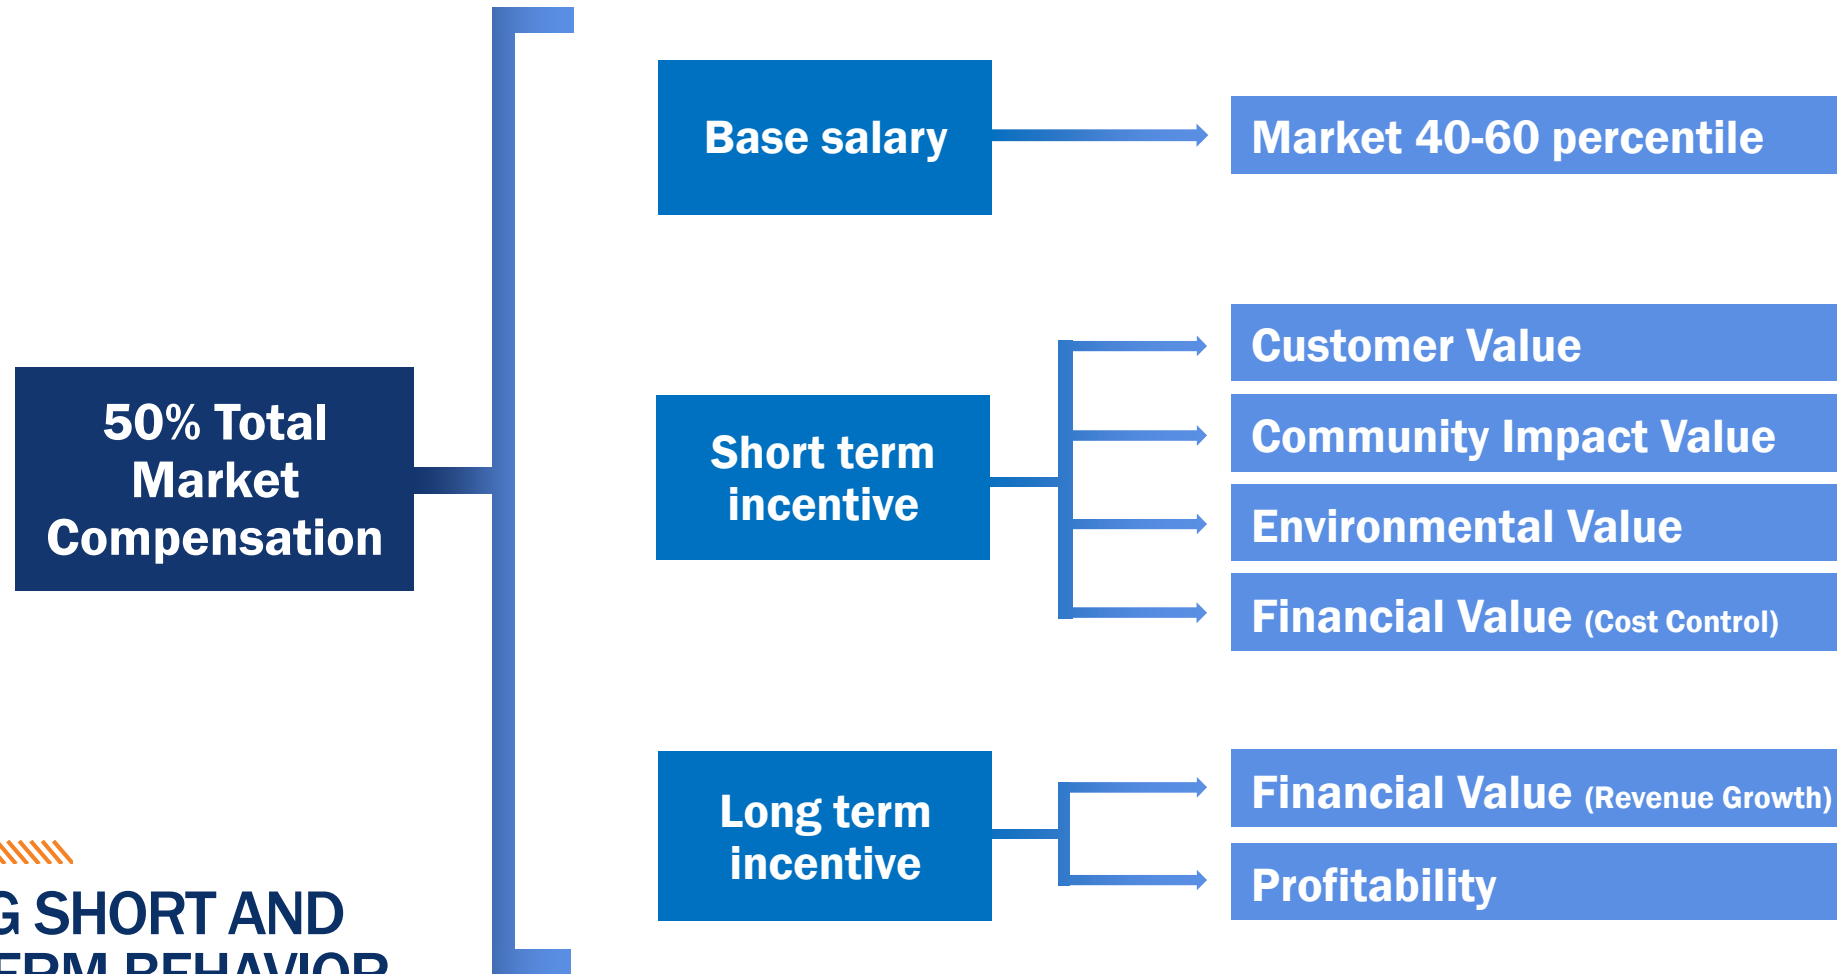 50% Total
Market
Compensation
Base salary
Market 40-60 percentile
Short term
incentive
Customer Value
Community Impact Value
Environmental Value
Financial Value (Cost Control)
Long term
incentive
Financial Value (Revenue Growth)
Profitability
SHORT AND
BEHAVIOR